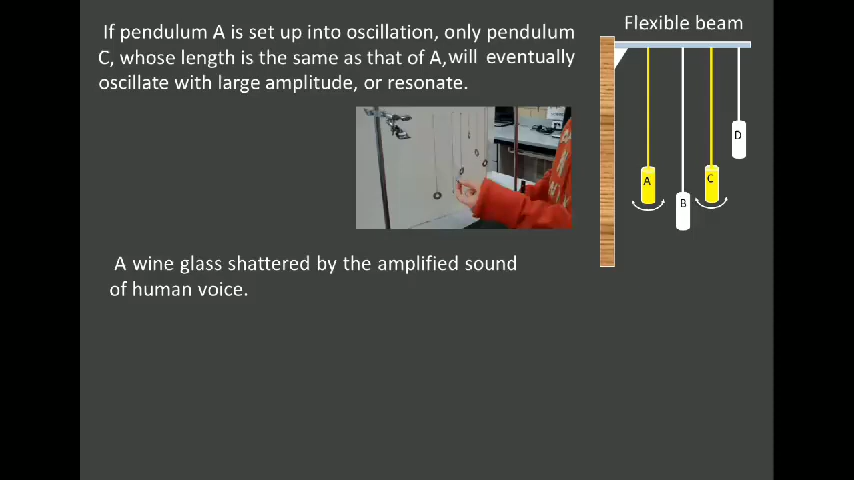 Flexible beam
If pendulum A is set up into oscillation, only pendulum
C, whose length is the same as that of A, will eventually
oscillate with large amplitude, or resonate.
A
B
C
D
A wine glass shattered by the amplified sound
of human voice.